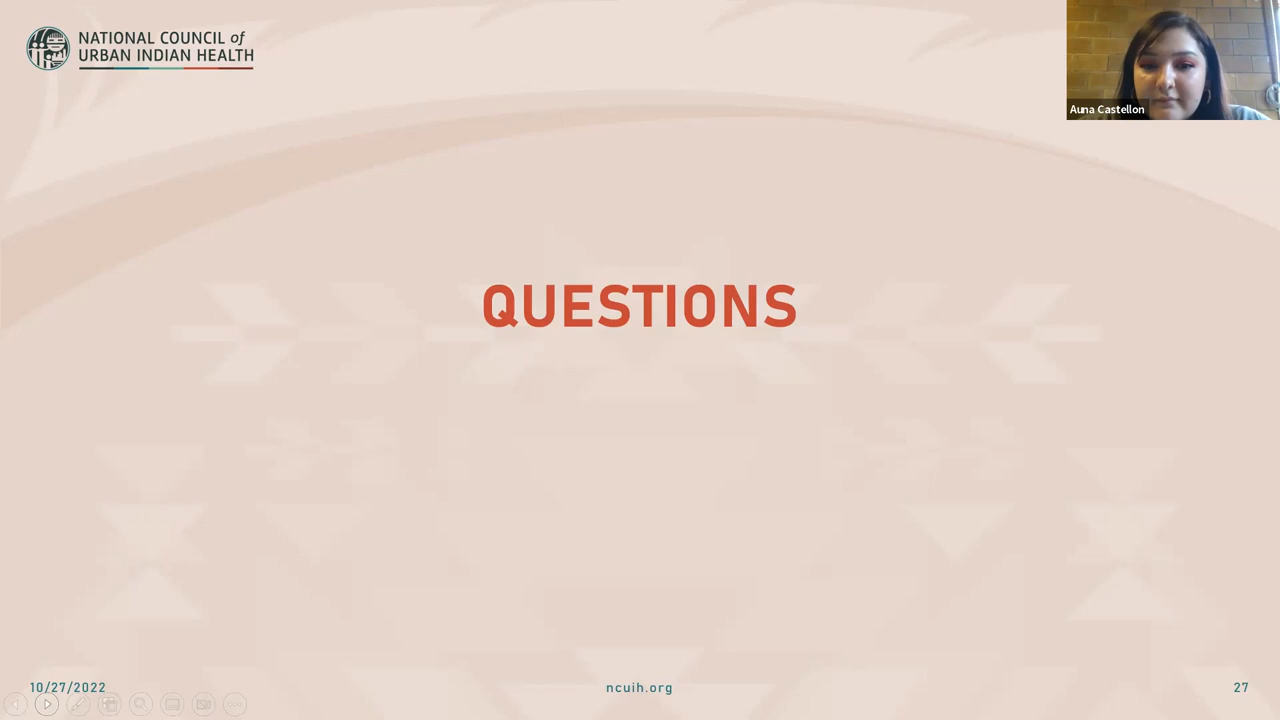 NATIONAL COUNCIL of
URBAN INDIAN HEALTH
Auna Castellon
QUESTIONS
10/27/2022
ncuih.org
27